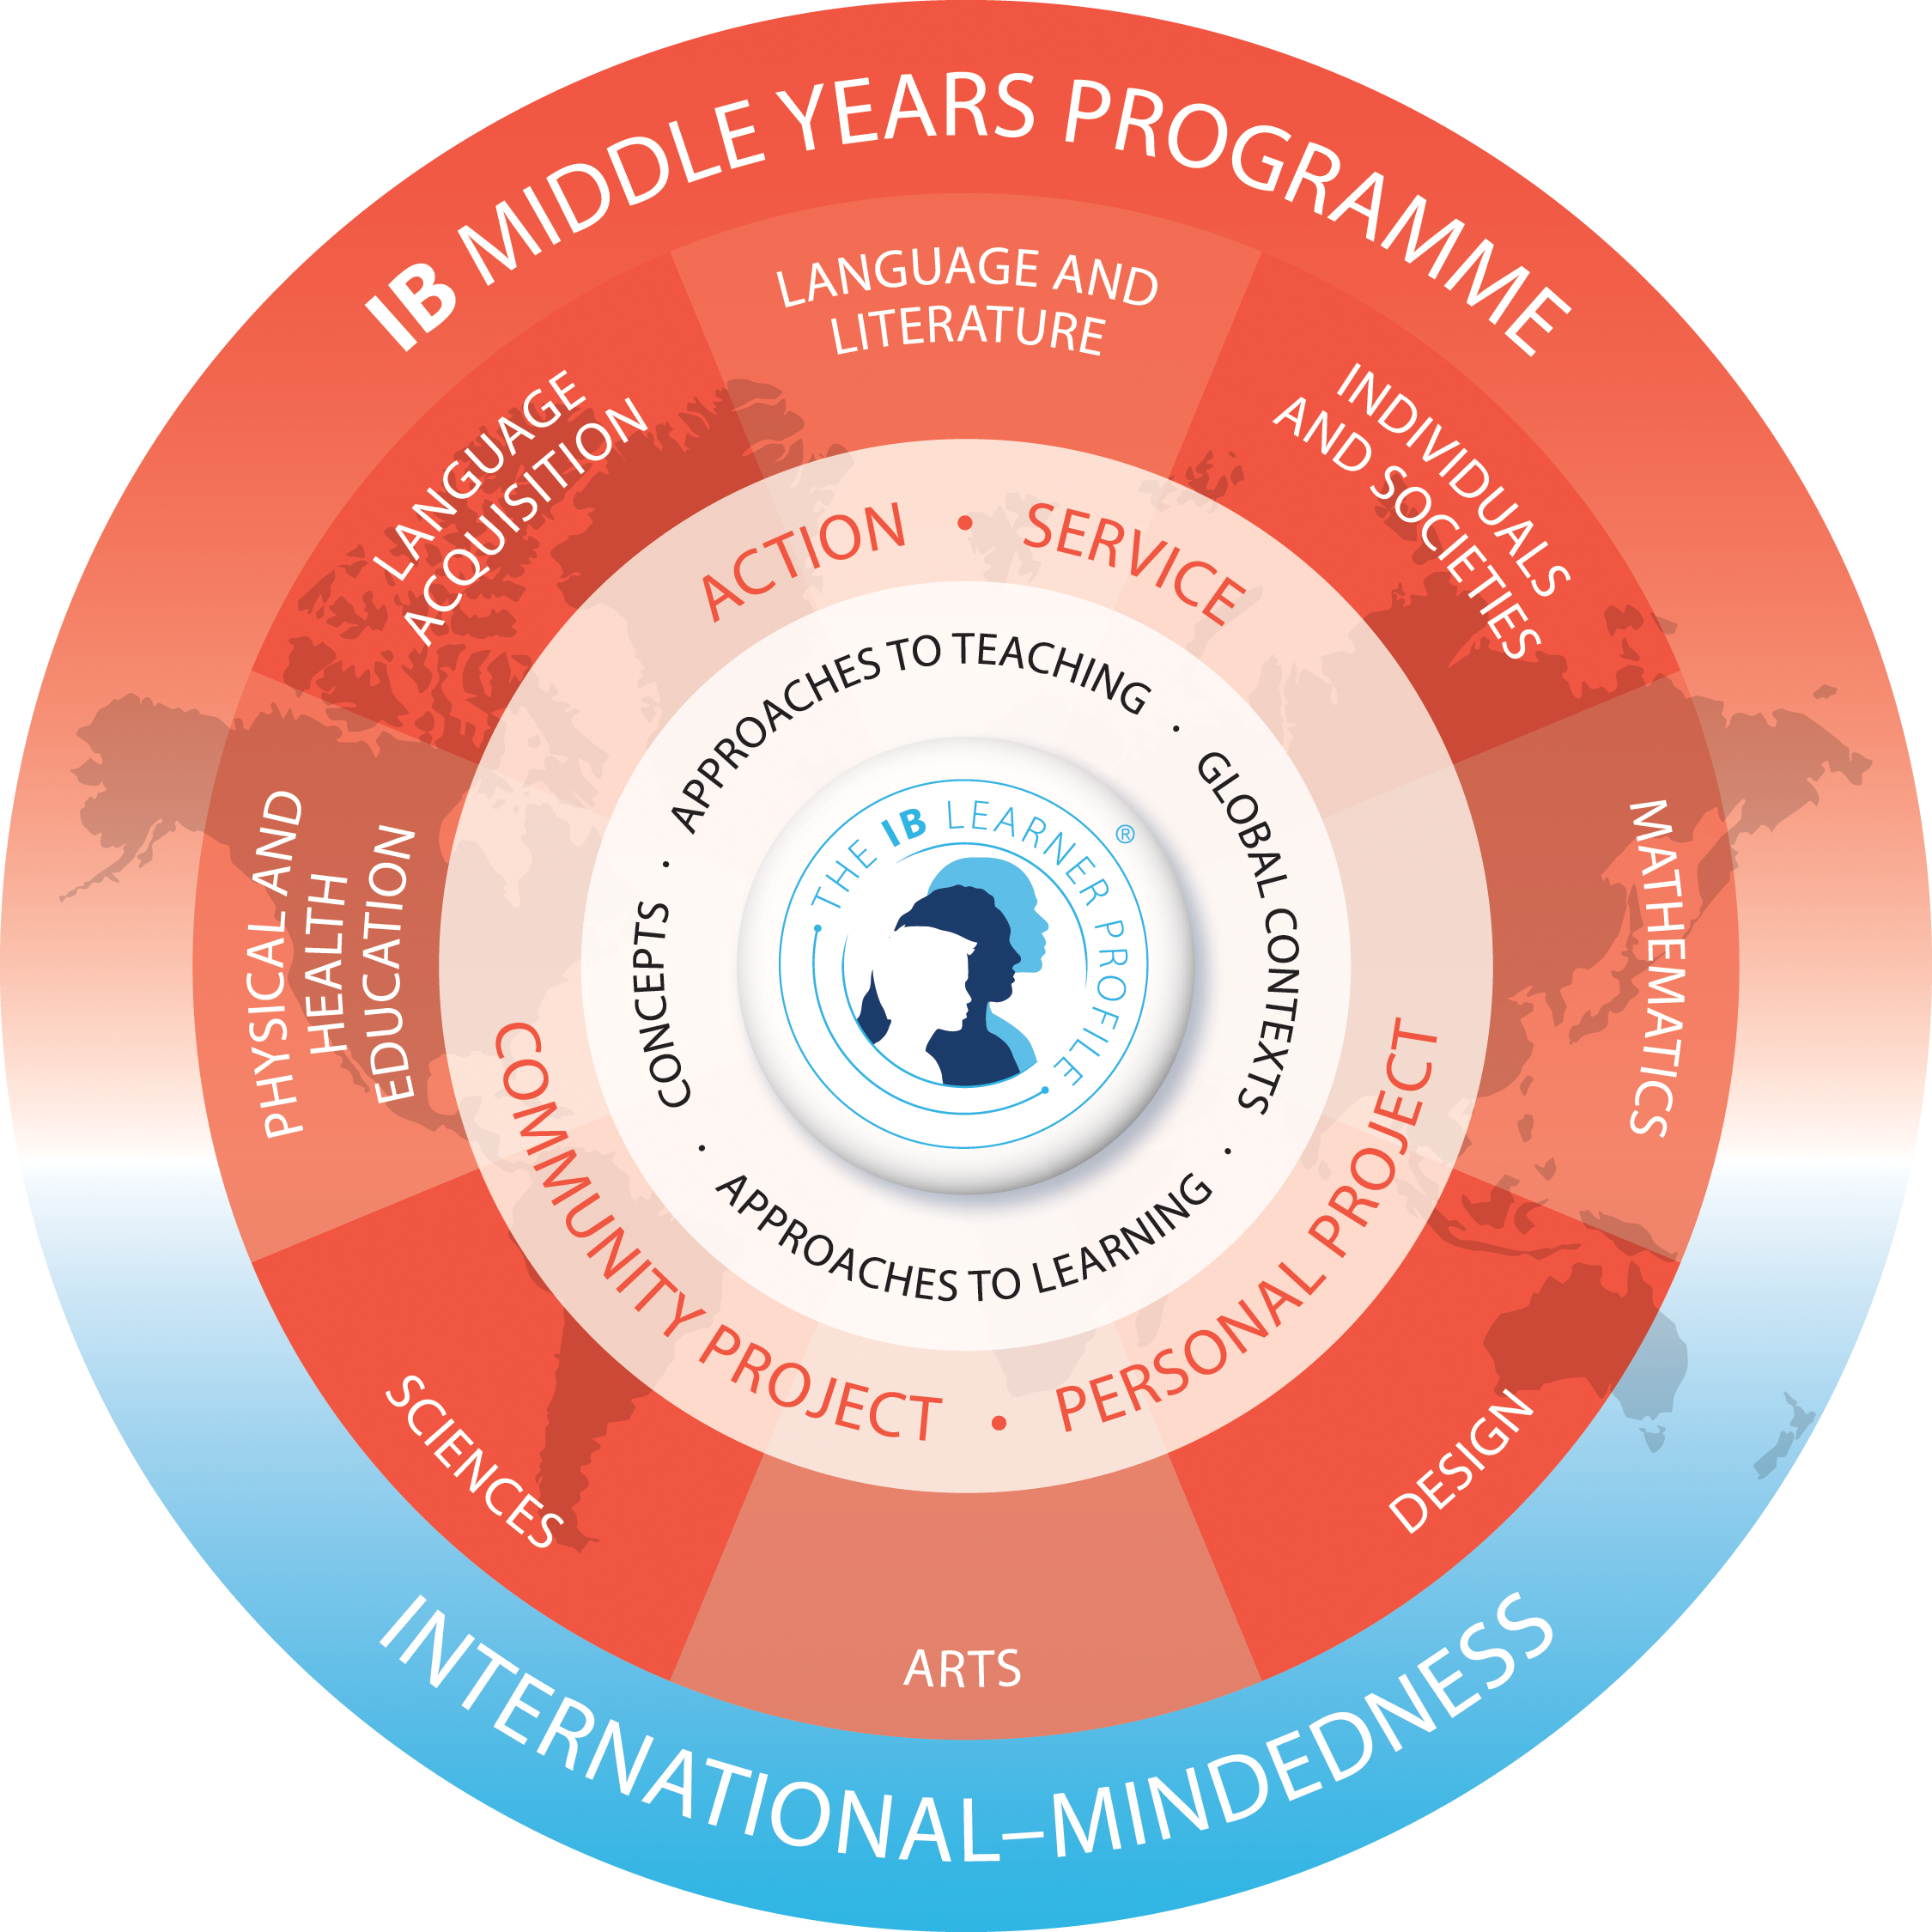 IB MIDDLE YEARS PROGRAMME
LANGUAGE AND
LITERATURE
INDIVIDUALS
AND SOCIETIES
MATHEMATICS
DESIGN
ARTS
SCIENCES
PHYSICAL AND
HEALTH
EDUCATION
LANGUAGE
ACQUISITION
ACTION • SERVICE
COMMUNITY PROJECT • PERSONAL PROJECT
CONCEPTS · APPROACHES TO TEACHING · GLOBAL CONTEXTS ·
· APPROACHES TO LEARNING
THE IB LEARNER PROFILE
®
INTERNATIONAL–MINDEDNESS